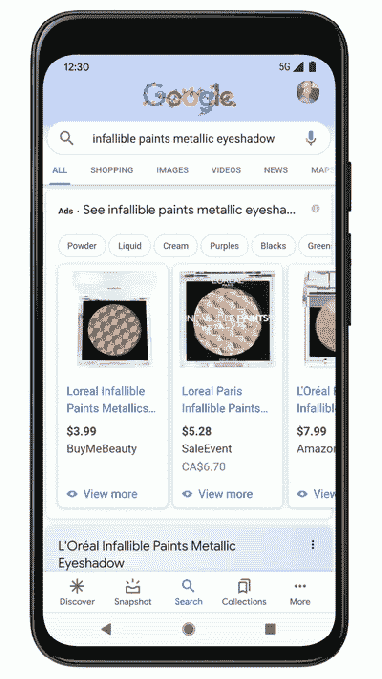 12:30
5G
Google
infallible paints metallic eyeshadow
ALL SHOPPING IMAGES VIDEOS NEWS MAP
Ads · See infallible paints metallic eyesha...
Powder Liquid Cream Purples Blacks Green
Loreal Infallible
Paints Metallics...
$3.99
BuyMeBeauty
View more
Loreal Paris
Infallible Paints...
$5.28
SaleEvent
CA$6.70
View more
L'Oréal
Infallibl
$7.99
Amazon
View
L'Oréal Infallible Paints Metallic
Eyeshadow
Discover Snapshot Search Collections More